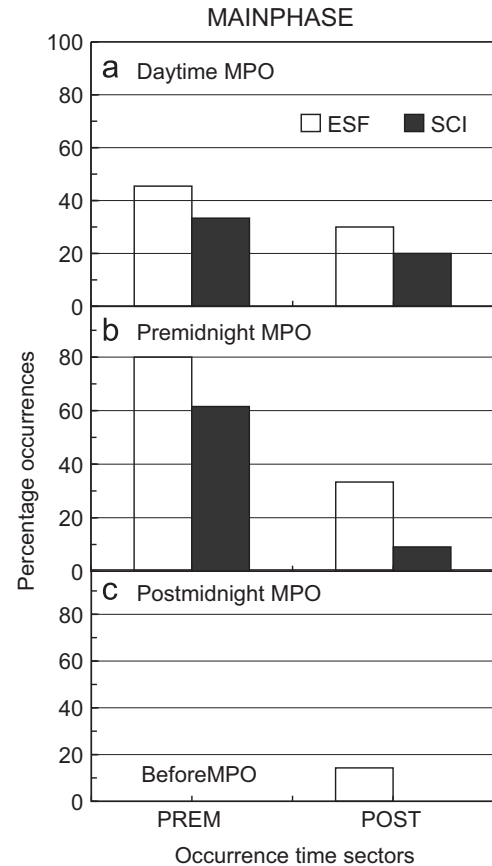 MAINPHASE
100
a Daytime MPO
80
ESF SCI
60
40
20
0
b Premidnight MPO
80
60
40
20
0
c Postmidnight MPO
80
60
40
20
BeforeMPO
0
PREM POST
Occurrence time sectors
Percentage occurrences